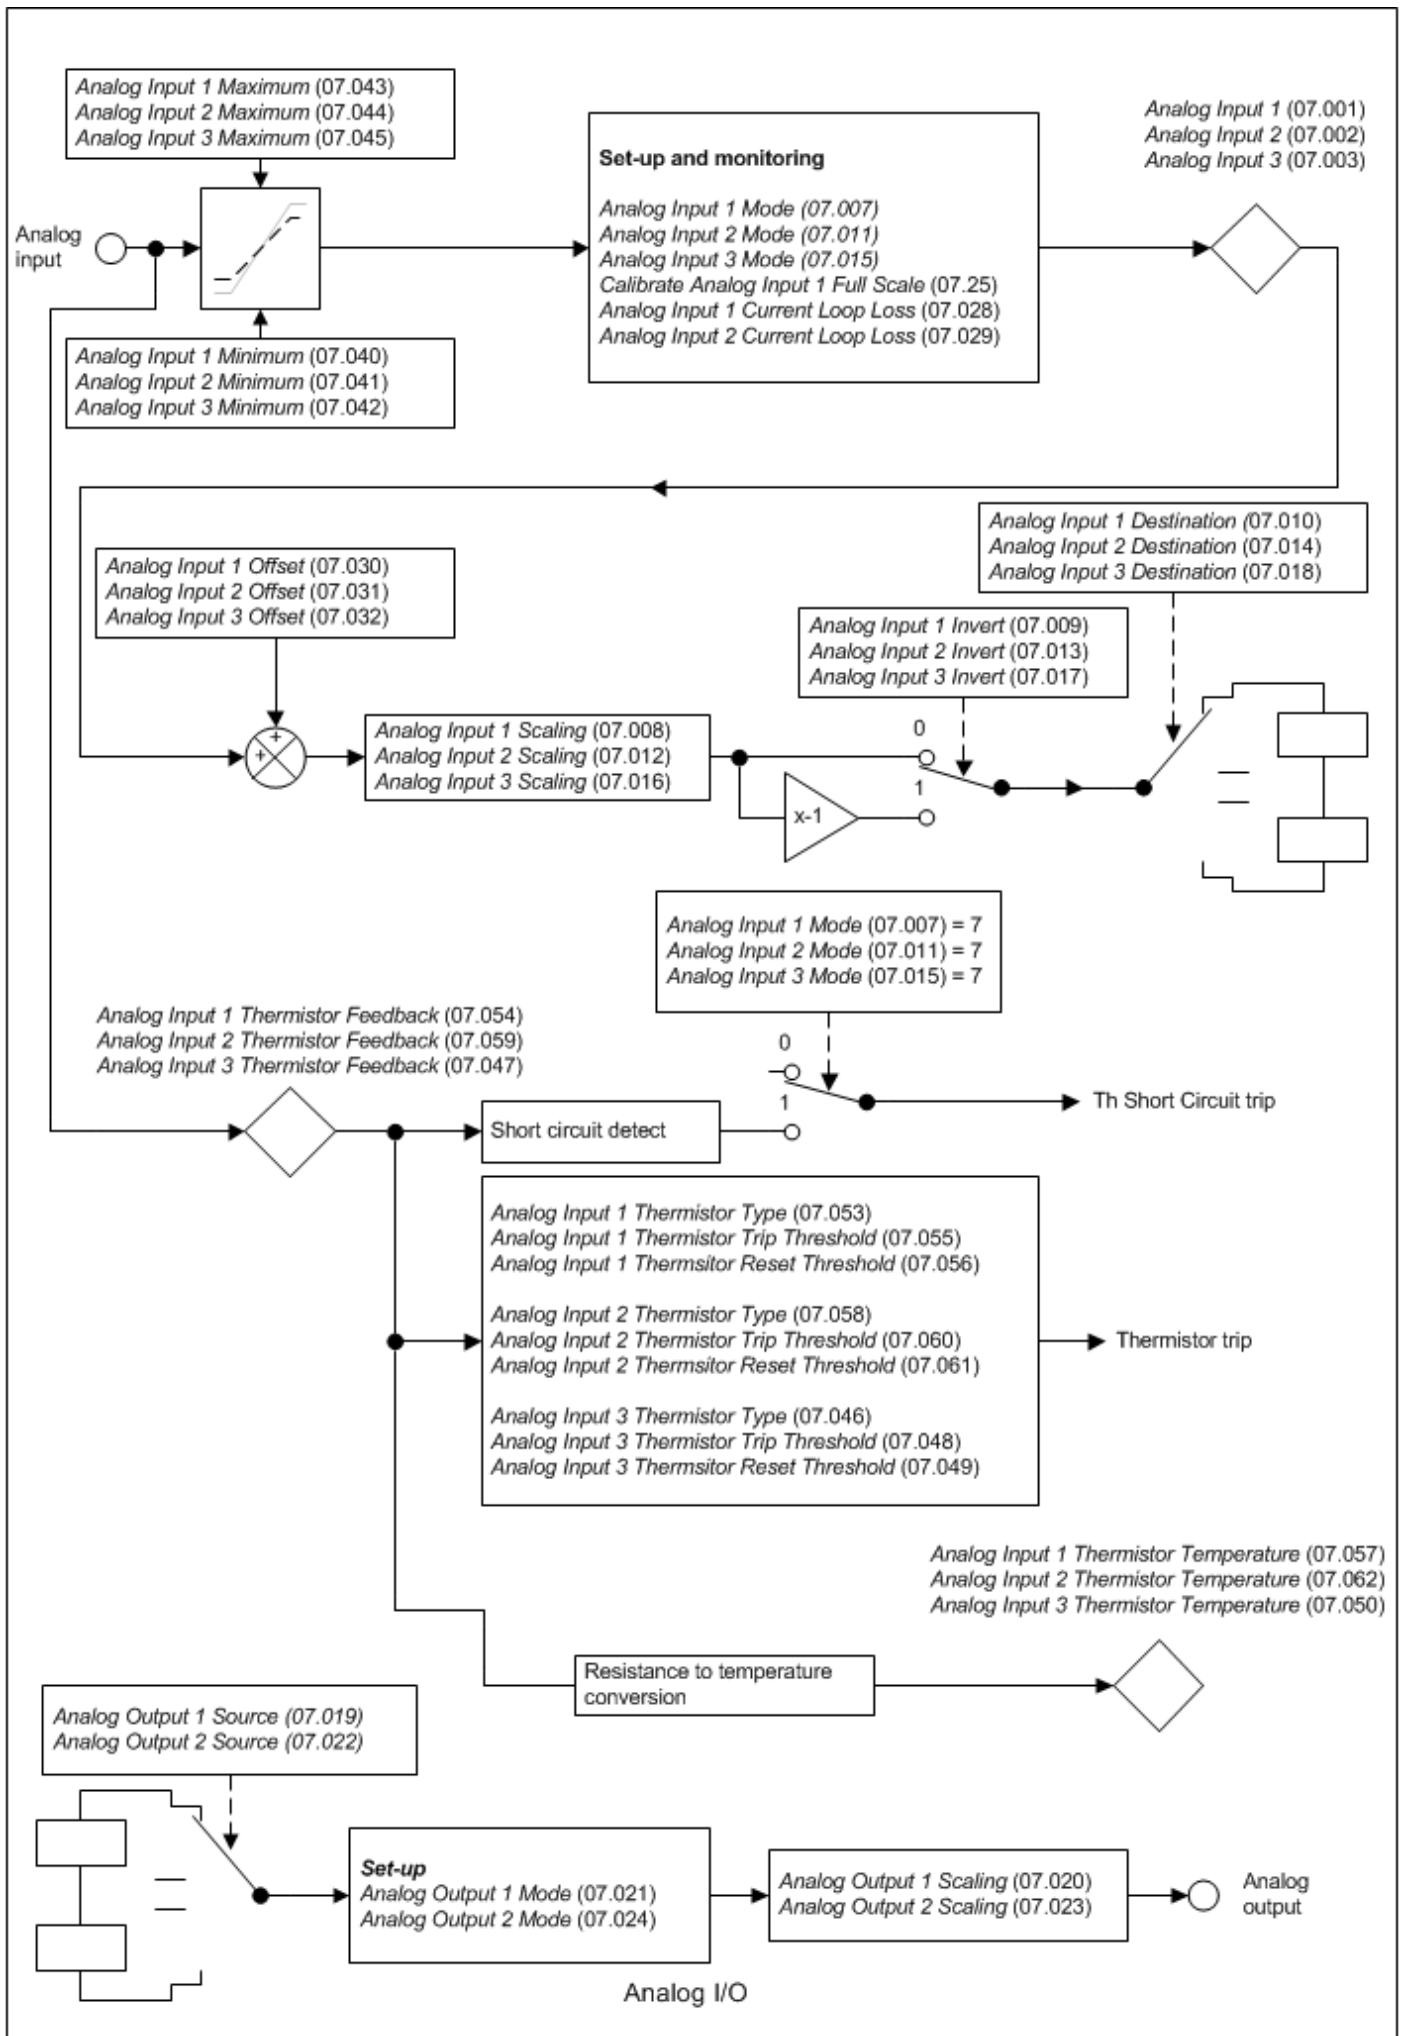 Analog Input 1 Maximum (07.043)
Analog Input 2 Maximum (07.044)
Analog Input 3 Maximum (07.045)
Analog
input
Analog Input 1 Minimum (07.040)
Analog Input 2 Minimum (07.041)
Analog Input 3 Minimum (07.042)
Set-up and monitoring
Analog Input 1 Mode (07.007)
Analog Input 2 Mode (07.011)
Analog Input 3 Mode (07.015)
Calibrate Analog Input 1 Full Scale (07.25)
Analog Input 1 Current Loop Loss (07.028)
Analog Input 2 Current Loop Loss (07.029)
Analog Input 1 (07.001)
Analog Input 2 (07.002)
Analog Input 3 (07.003)
Analog Input 1 Offset (07.030)
Analog Input 2 Offset (07.031)
Analog Input 3 Offset (07.032)
+
+
Analog Input 1 Scaling (07.008)
Analog Input 2 Scaling (07.012)
Analog Input 3 Scaling (07.016)
x-1
Analog Input 1 Invert (07.009)
Analog Input 2 Invert (07.013)
Analog Input 3 Invert (07.017)
0
1
Analog Input 1 Destination (07.010)
Analog Input 2 Destination (07.014)
Analog Input 3 Destination (07.018)
Analog Input 1 Mode (07.007) = 7
Analog Input 2 Mode (07.011) = 7
Analog Input 3 Mode (07.015) = 7
0
1
Th Short Circuit trip
Analog Input 1 Thermistor Feedback (07.054)
Analog Input 2 Thermistor Feedback (07.059)
Analog Input 3 Thermistor Feedback (07.047)
Short circuit detect
Analog Input 1 Thermistor Type (07.053)
Analog Input 1 Thermistor Trip Threshold (07.055)
Analog Input 1 Thermsitor Reset Threshold (07.056)
Analog Input 2 Thermistor Type (07.058)
Analog Input 2 Thermistor Trip Threshold (07.060)
Analog Input 2 Thermsitor Reset Threshold (07.061)
Analog Input 3 Thermistor Type (07.046)
Analog Input 3 Thermistor Trip Threshold (07.048)
Analog Input 3 Thermsitor Reset Threshold (07.049)
Thermistor trip
Analog Input 1 Thermistor Temperature (07.057)
Analog Input 2 Thermistor Temperature (07.062)
Analog Input 3 Thermistor Temperature (07.050)
Resistance to temperature
conversion
Analog Output 1 Source (07.019)
Analog Output 2 Source (07.022)
Set-up
Analog Output 1 Mode (07.021)
Analog Output 2 Mode (07.024)
Analog Output 1 Scaling (07.020)
Analog Output 2 Scaling (07.023)
Analog
output
Analog I/O